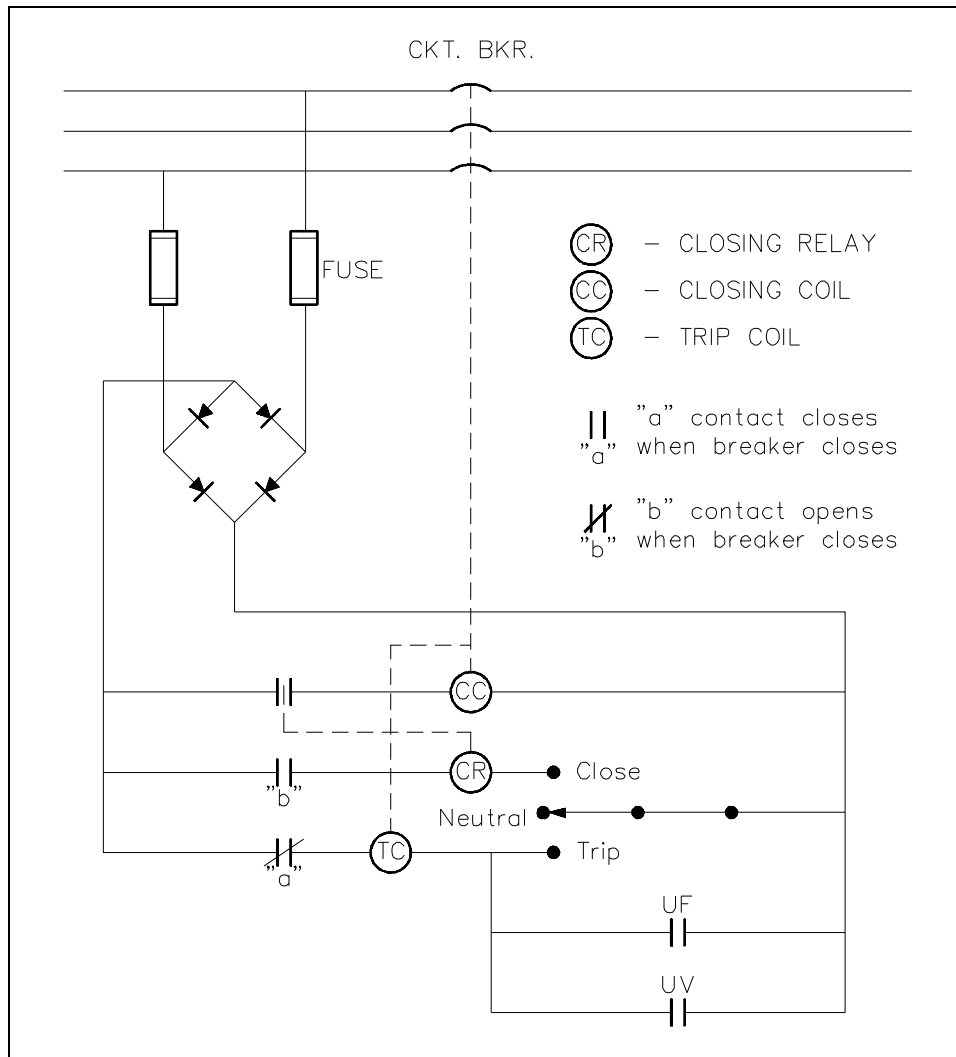 CKT. BKR.
FUSE
CR – CLOSING RELAY
CC – CLOSING COIL
TC – TRIP COIL
"a" contact closes
"a" when breaker closes
"b" contact opens
"b" when breaker closes
CC
CR
Close
"b"
Neutral
TC
Trip
"a"
UF
UV